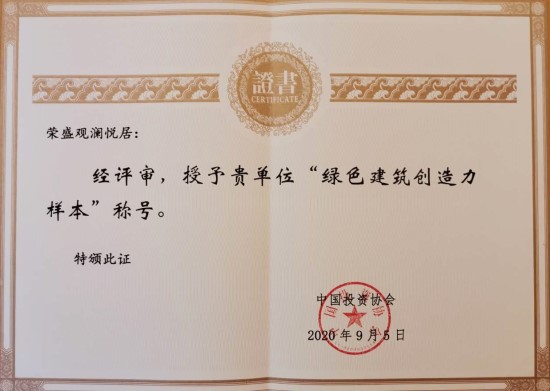 證書
CERTIFICATE
荣盛观澜悦居：
经评审，授予贵单位“绿色建筑创造力
样本”称号。
特颁此证
中国投资协会
2020年9月5日